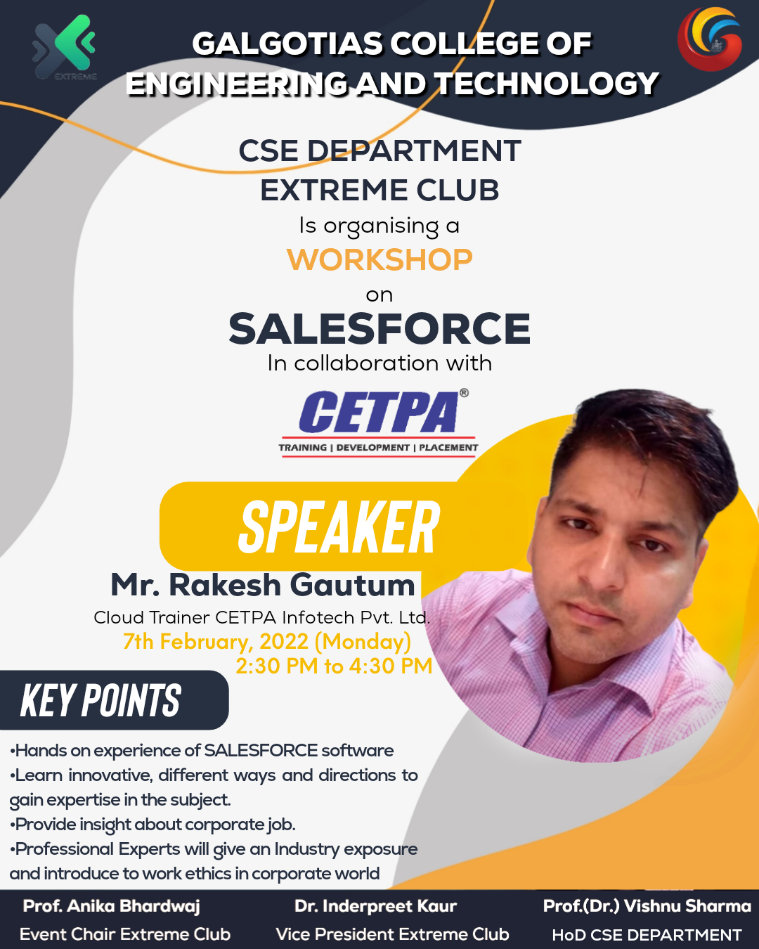 EXTREME
GALGOTIAS COLLEGE OF
ENGINEERING AND TECHNOLOGY
CSE DEPARTMENT
EXTREME CLUB
Is organising a
WORKSHOP
on
SALESFORCE
In collaboration with
CETPA®
TRAINING | DEVELOPMENT | PLACEMENT
SPEAKER
Mr. Rakesh Gautum
Cloud Trainer CETPA Infotech Pvt. Ltd.
7th February, 2022 (Monday)
2:30 PM to 4:30 PM
KEY POINTS
•Hands on experience of SALESFORCE software
•Learn innovative, different ways and directions to
gain expertise in the subject.
•Provide insight about corporate job.
•Professional Experts will give an Industry exposure
and introduce to work ethics in corporate world
Prof. Anika Bhardwaj
Event Chair Extreme Club
Dr. Inderpreet Kaur
Vice President Extreme Club
Prof.(Dr.) Vishnu Sharma
HoD CSE DEPARTMENT